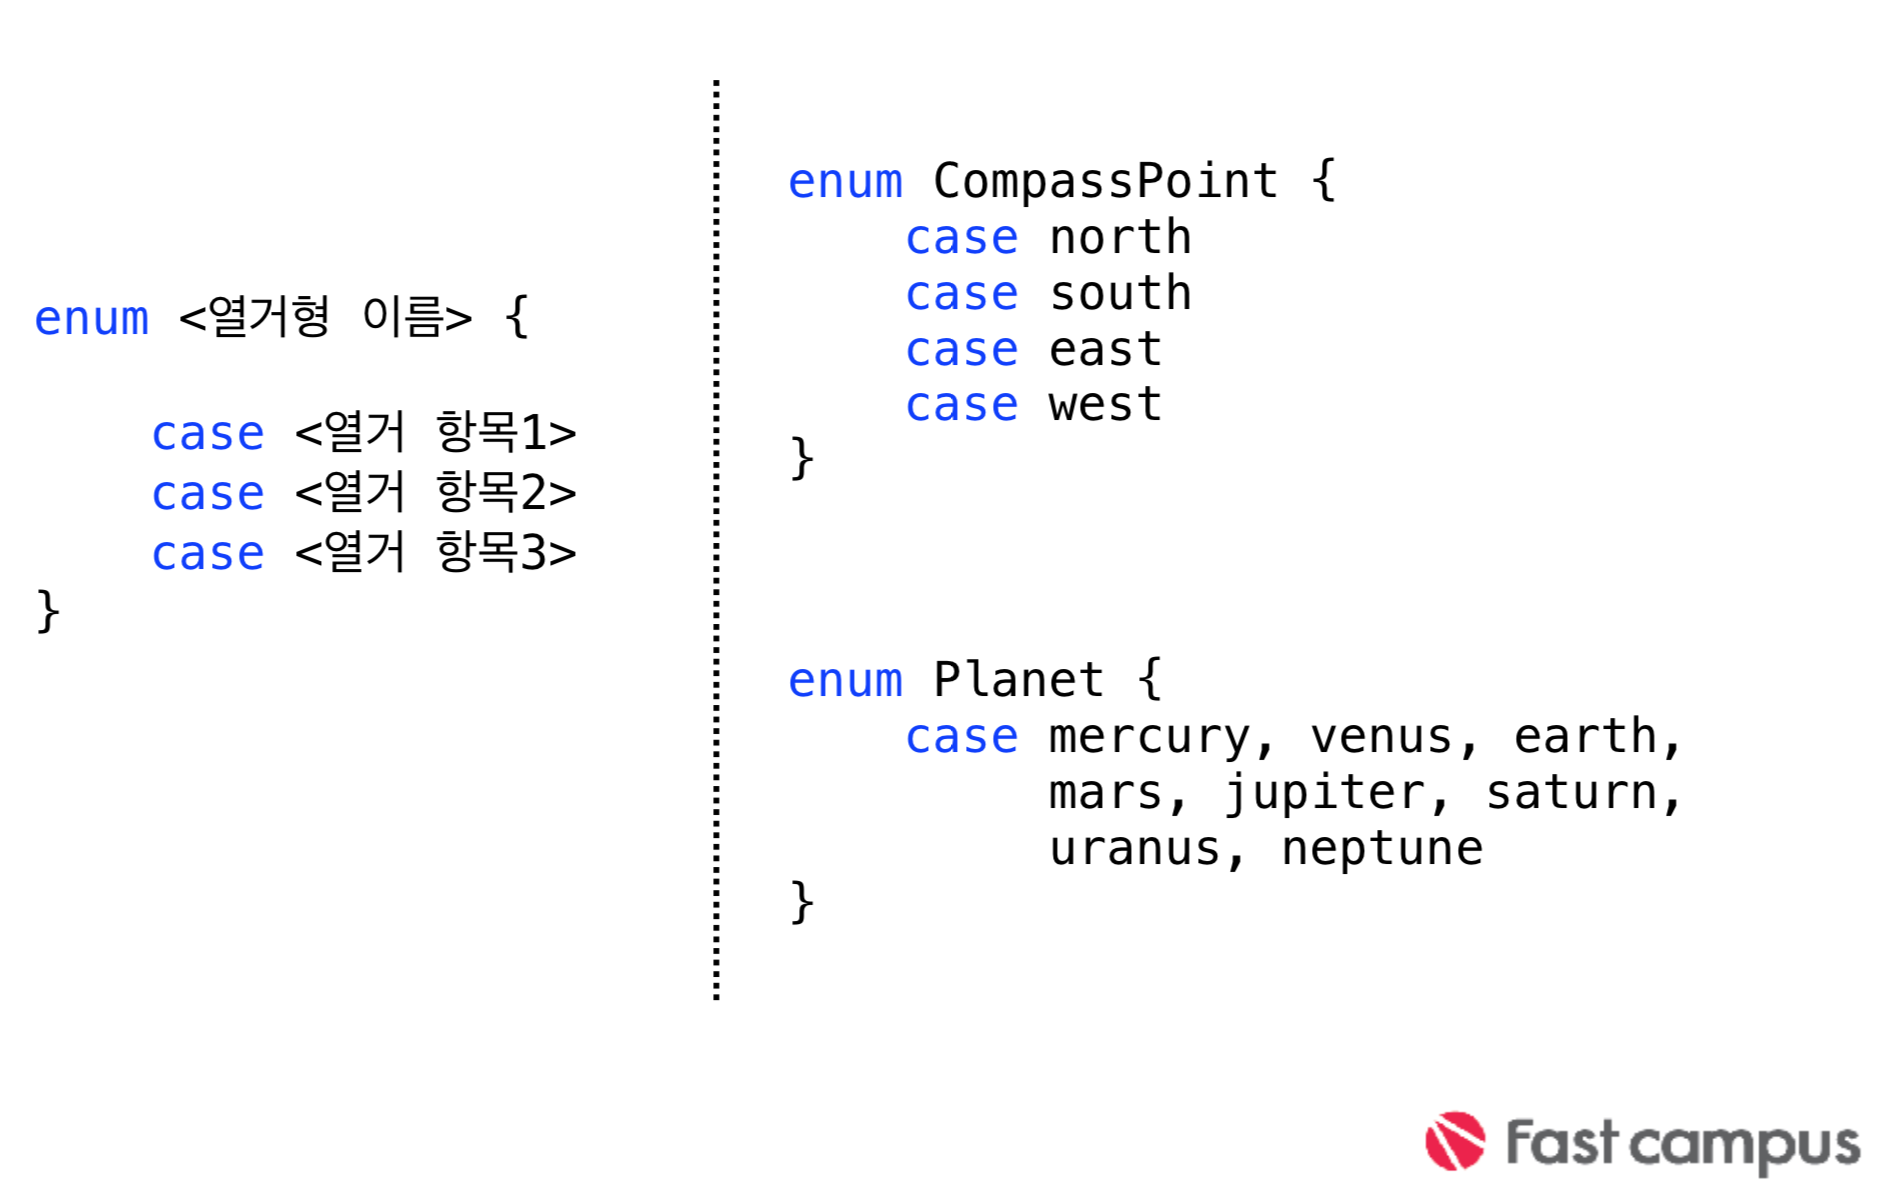 enum <열거형 이름> {
case <열거 항목1>
case <열거 항목2>
case <열거 항목3>
}
enum CompassPoint {
case north
case south
case east
case west
}
enum Planet {
case mercury, venus, earth,
mars, jupiter, saturn,
uranus, neptune
}
Fast campus